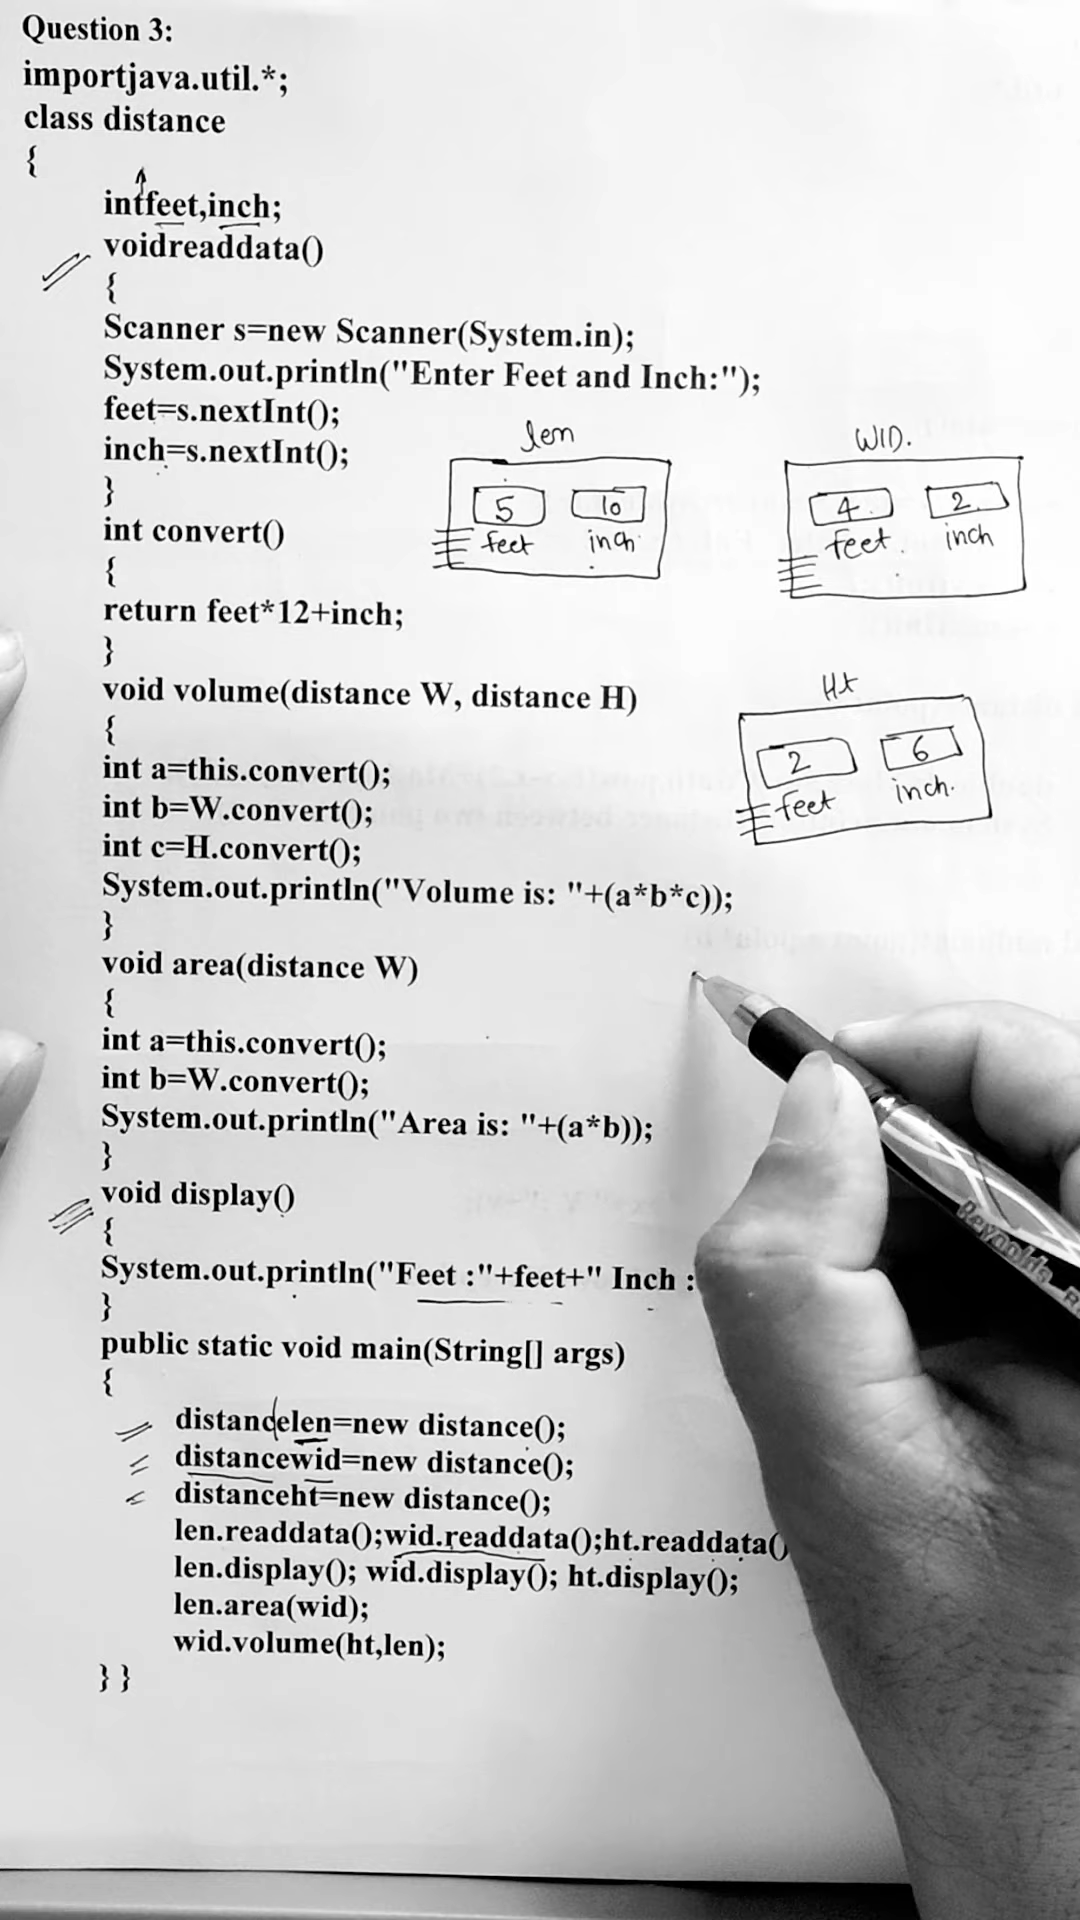 Question 3:
importjava.util.*;
class distance
{
intfeet,inch;
voidreaddata()
{
Scanner s=new Scanner(System.in);
System.out.println("Enter Feet and Inch:");
feet=s.nextInt();
inch=s.nextInt();
}
int convert()
{
return feet*12+inch;
}
void volume(distance W, distance H)
{
int a=this.convert();
int b=W.convert();
int c=H.convert();
System.out.println("Volume is: "+(a*b*c));
}
void area(distance W)
{
int a=this.convert();
int b=W.convert();
System.out.println("Area is: "+(a*b));
}
void display()
{
System.out.println("Feet :"+feet+" Inch :
}
public static void main(String[] args)
{
distancelen=new distance();
distancewid=new distance();
distanceht=new distance();
len.readdata();wid.readdata();ht.readdata()
len.display(); wid.display(); ht.display();
len.area(wid);
wid.volume(ht,len);
} }
len
5 10
feet inch
WID.
4 2
feet inch
Ht
2 6
feet inch.
Reynolds